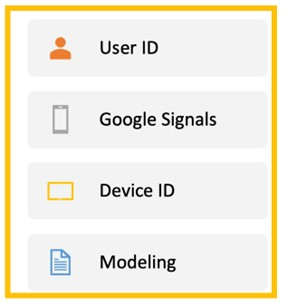 User ID
Google Signals
Device ID
Modeling